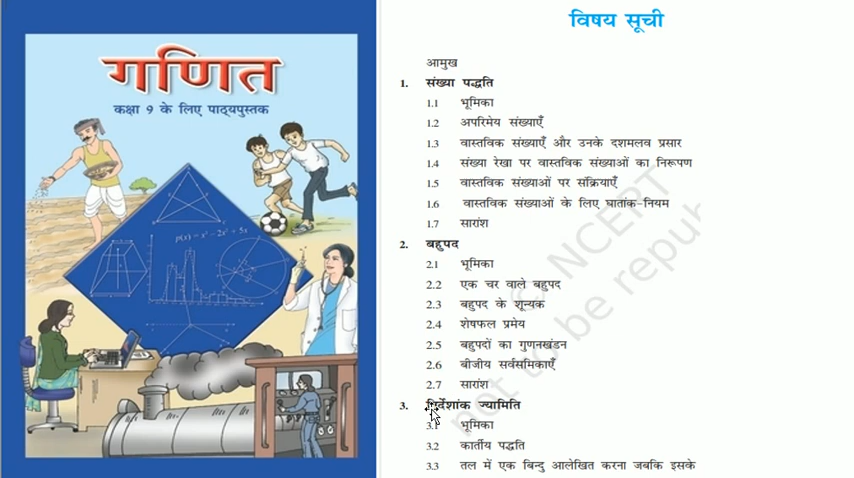 गणित
कक्षा 9 के लिए पाठ्यपुस्तक
p(x) = x³ - 2x² + 3x
विषय सूची
आमुख
1. संख्या पद्धति
1.1 भूमिका
1.2 अपरिमेय संख्याएँ
1.3 वास्तविक संख्याएँ और उनके दशमलव प्रसार
1.4 संख्या रेखा पर वास्तविक संख्याओं का निरूपण
1.5 वास्तविक संख्याओं पर संक्रियाएँ
1.6 वास्तविक संख्याओं के लिए घातांक-नियम
1.7 सारांश
2. बहुपद
2.1 भूमिका
2.2 एक चर वाले बहुपद
2.3 बहुपद के शून्यक
2.4 शेषफल प्रमेय
2.5 बहुपदों का गुणनखंडन
2.6 बीजीय सर्वसमिकाएँ
2.7 सारांश
3. निर्देशांक ज्यामिति
3.1 भूमिका
3.2 कार्तीय पद्धति
3.3 तल में एक बिन्दु आलेखित करना जबकि इसके
© NCERT
not to be repub